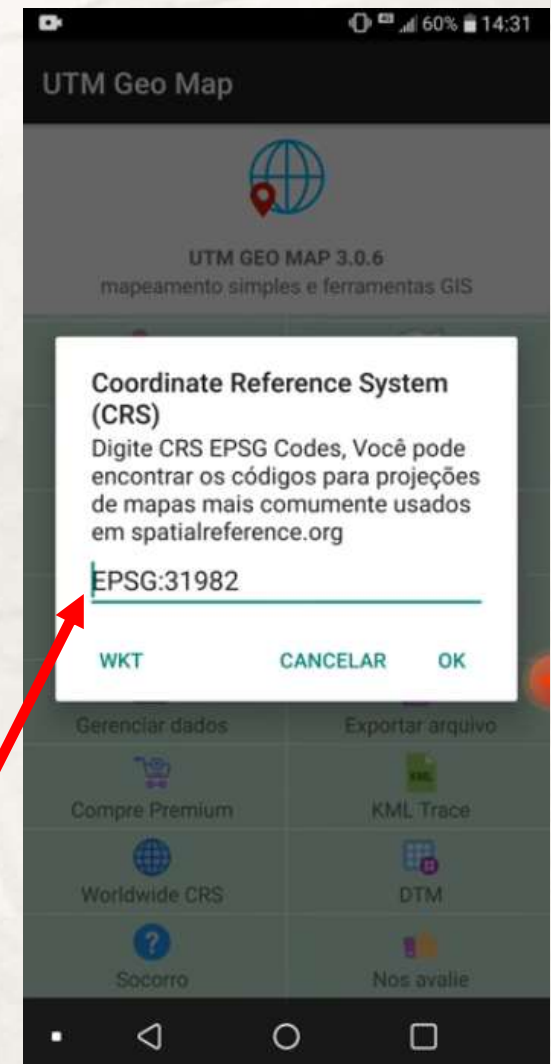 60% 14:31
UTM Geo Map
UTM GEO MAP 3.0.6
mapeamento simples e ferramentas GIS
Coordinate Reference System
(CRS)
Digite CRS EPSG Codes, Você pode
encontrar os códigos para projeções
de mapas mais comumente usados
em spatialreference.org
EPSG:31982
WKT CANCELAR OK
Gerenciar dados Exportar arquivo
Compre Premium KML Trace
Worldwide CRS DTM
Socorro Nos avalie